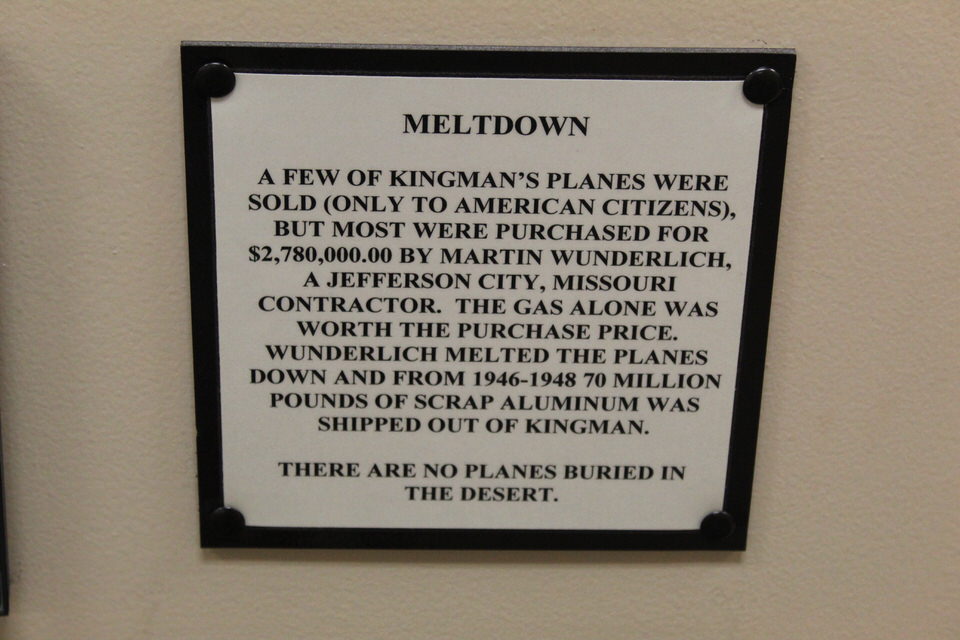 MELTDOWN
A FEW OF KINGMAN'S PLANES WERE
SOLD (ONLY TO AMERICAN CITIZENS),
BUT MOST WERE PURCHASED FOR
$2,780,000.00 BY MARTIN WUNDERLICH,
A JEFFERSON CITY, MISSOURI
CONTRACTOR.  THE GAS ALONE WAS
WORTH THE PURCHASE PRICE.
WUNDERLICH MELTED THE PLANES
DOWN AND FROM 1946-1948 70 MILLION
POUNDS OF SCRAP ALUMINUM WAS
SHIPPED OUT OF KINGMAN.
THERE ARE NO PLANES BURIED IN
THE DESERT.